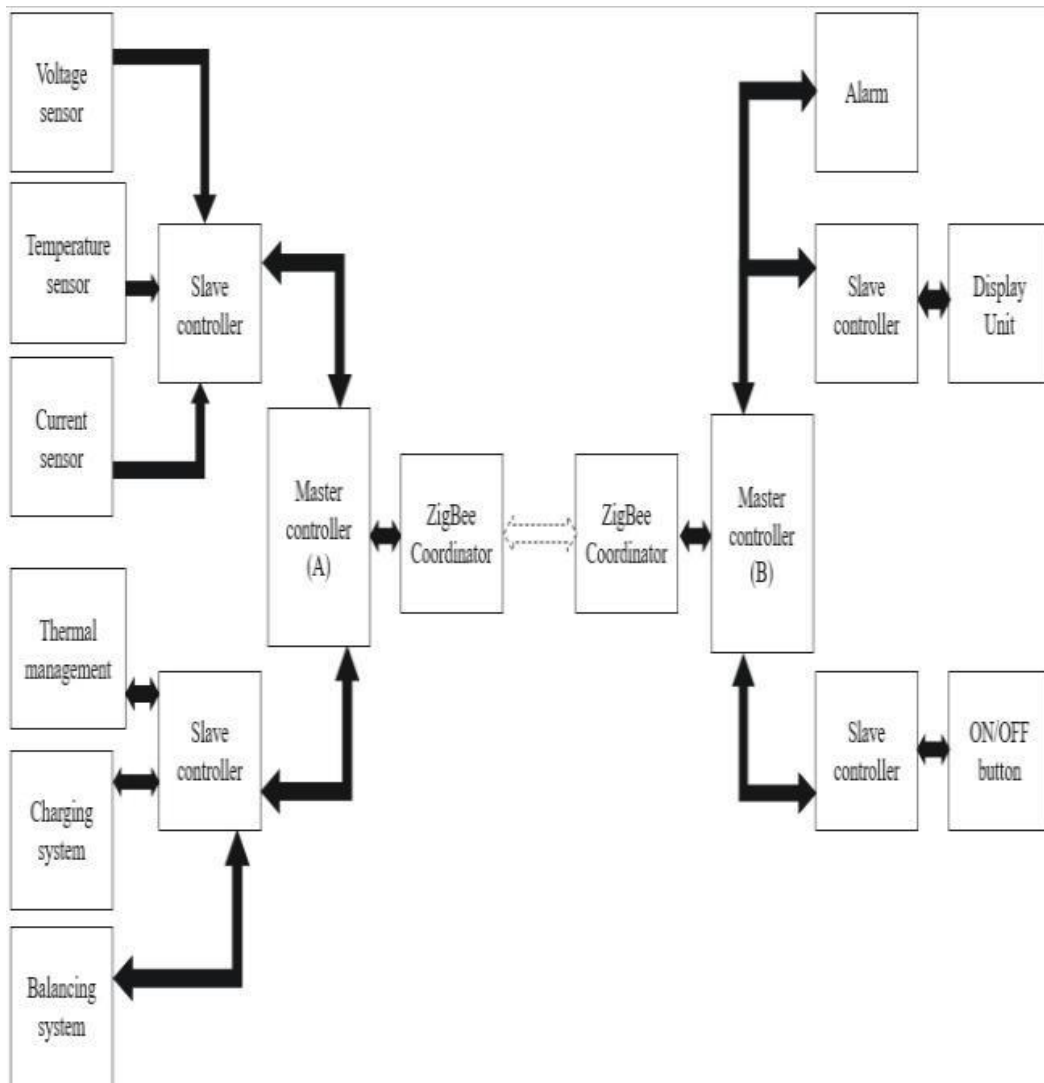 Voltage
sensor
Temperature
sensor
Current
sensor
Slave
controller
Thermal
management
Charging
system
Balancing
system
Slave
controller
Master
controller
(A)
ZigBee
Coordinator
ZigBee
Coordinator
Master
controller
(B)
Alarm
Slave
controller
Display
Unit
Slave
controller
ON/OFF
button